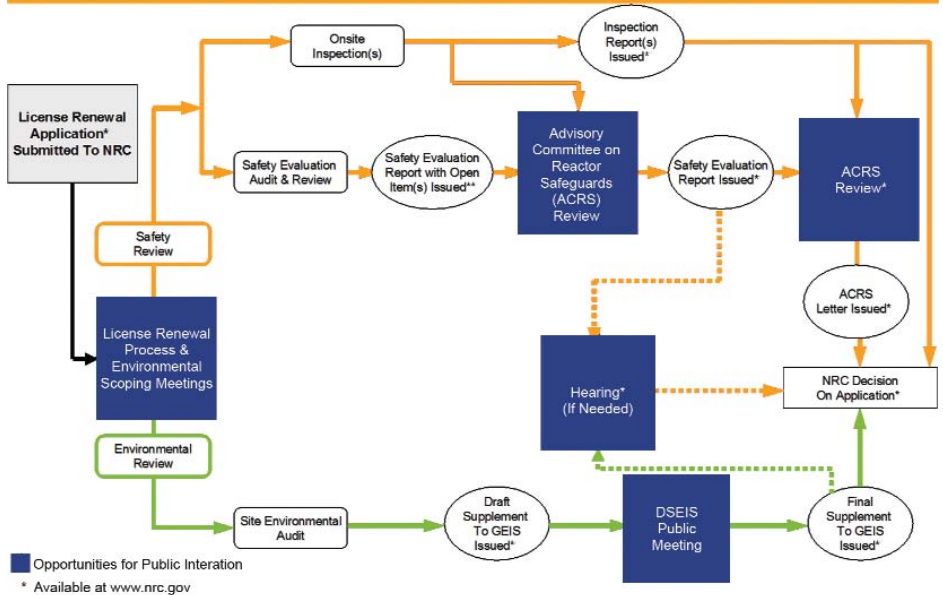 Onsite
Inspection(s)
Inspection
Report(s)
Issued*
License Renewal
Application*
Submitted To NRC
Safety Evaluation
Audit & Review
Safety Evaluation
Report with Open
Item(s) Issued**
Advisory
Committee on
Reactor
Safeguards
(ACRS)
Review
Safety Evaluation
Report Issued*
ACRS
Review*
Safety
Review
ACRS
Letter Issued*
License Renewal
Process &
Environmental
Scoping Meetings
Hearing*
(If Needed)
NRC Decision
On Application*
Environmental
Review
Site Environmental
Audit
Draft
Supplement
To GEIS
Issued*
DSEIS
Public
Meeting
Final
Supplement
To GEIS
Issued*
Opportunities for Public Interation
* Available at www.nrc.gov